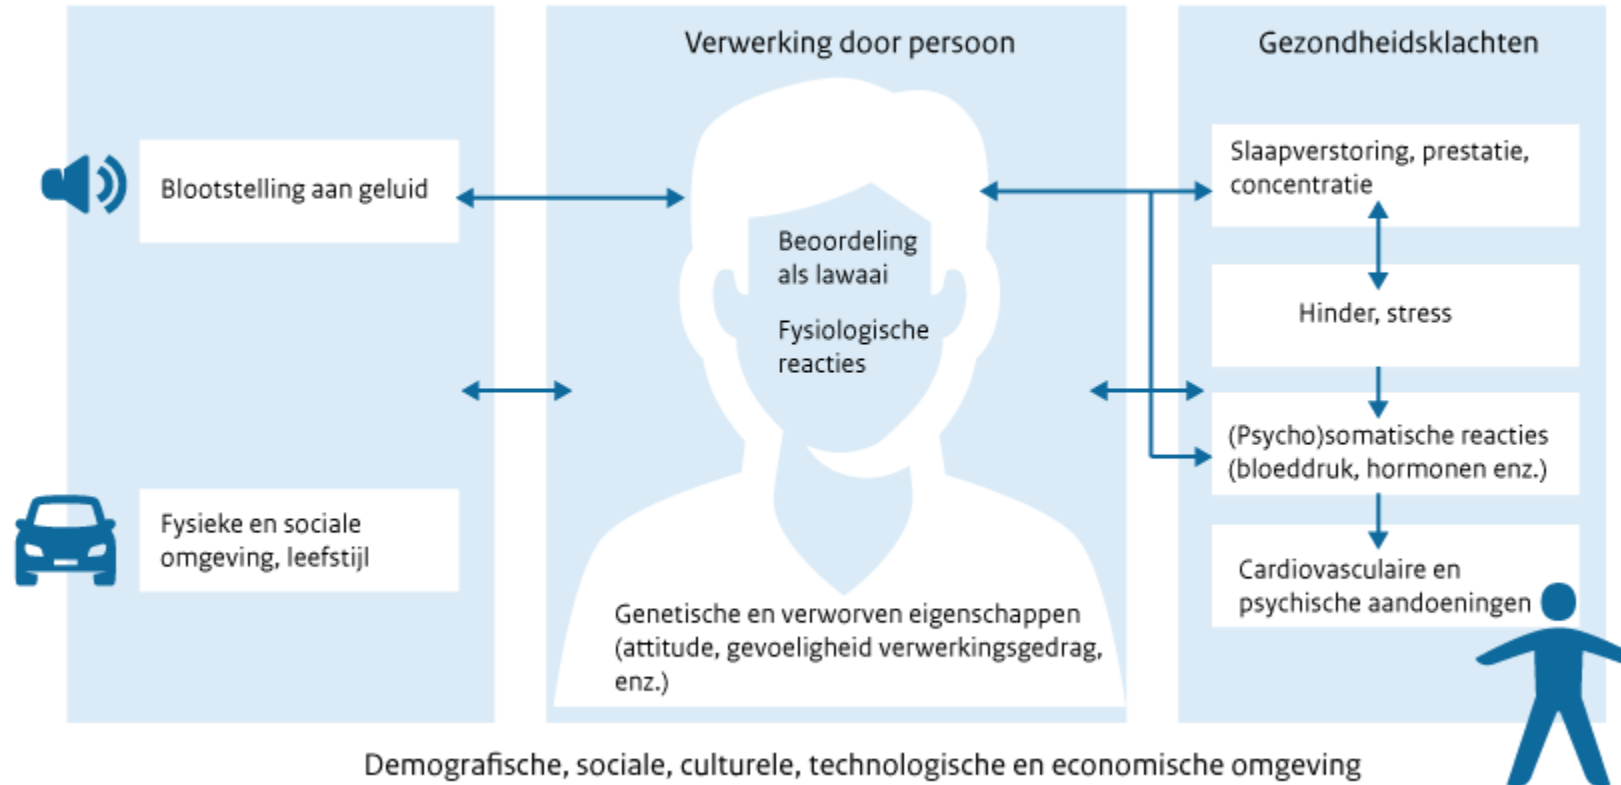 Verwerking door persoon
Gezondheidsklachten
Blootstelling aan geluid
Fysieke en sociale
omgeving, leefstijl
Beoordeling
als lawaai
Fysiologische
reacties
Genetische en verworven eigenschappen
(attitude, gevoeligheid verwerkingsgedrag,
enz.)
Slaapverstoring, prestatie,
concentratie
Hinder, stress
(Psycho)somatische reacties
(bloeddruk, hormonen enz.)
Cardiovasculaire en
psychische aandoeningen
Demografische, sociale, culturele, technologische en economische omgeving